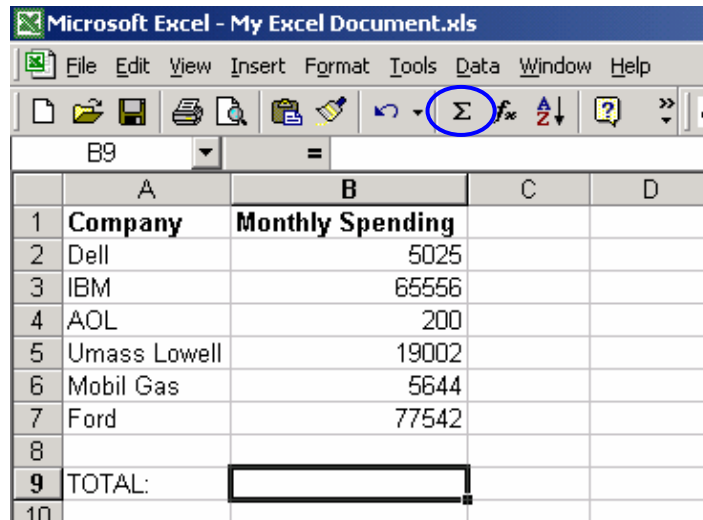 Microsoft Excel - My Excel Document.xls
File Edit View Insert Format Tools Data Window Help
Σ fx A Z ? »
B9 =
A B C D
1 Company Monthly Spending
2 Dell 5025
3 IBM 65556
4 AOL 200
5 Umass Lowell 19002
6 Mobil Gas 5644
7 Ford 77542
8
9 TOTAL:
10